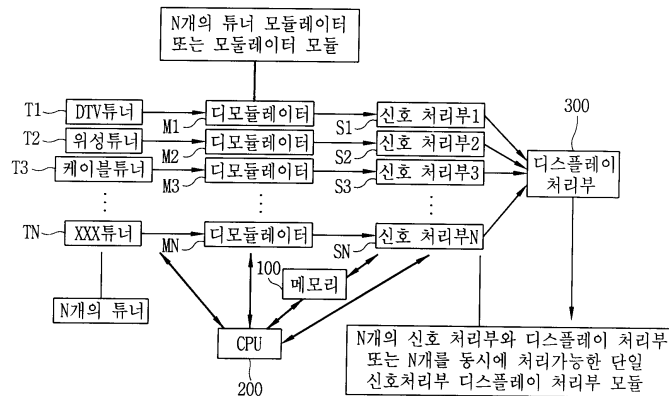 N개의 튜너 모듈레이터
또는 모둘레이터 모듈
T1 DTV튜너 M1 디모듈레이터 S1 신호 처리부1
T2 위성튜너 M2 디모듈레이터 S2 신호 처리부2
T3 케이블튜너 M3 디모듈레이터 S3 신호 처리부3
300
디스플레이
처리부
TN XXX튜너 MN 디모듈레이터 SN 신호 처리부N
N개의 튜너
100 메모리
CPU
200
N개의 신호 처리부와 디스플레이 처리부
또는 N개를 동시에 처리가능한 단일
신호처리부 디스플레이 처리부 모듈